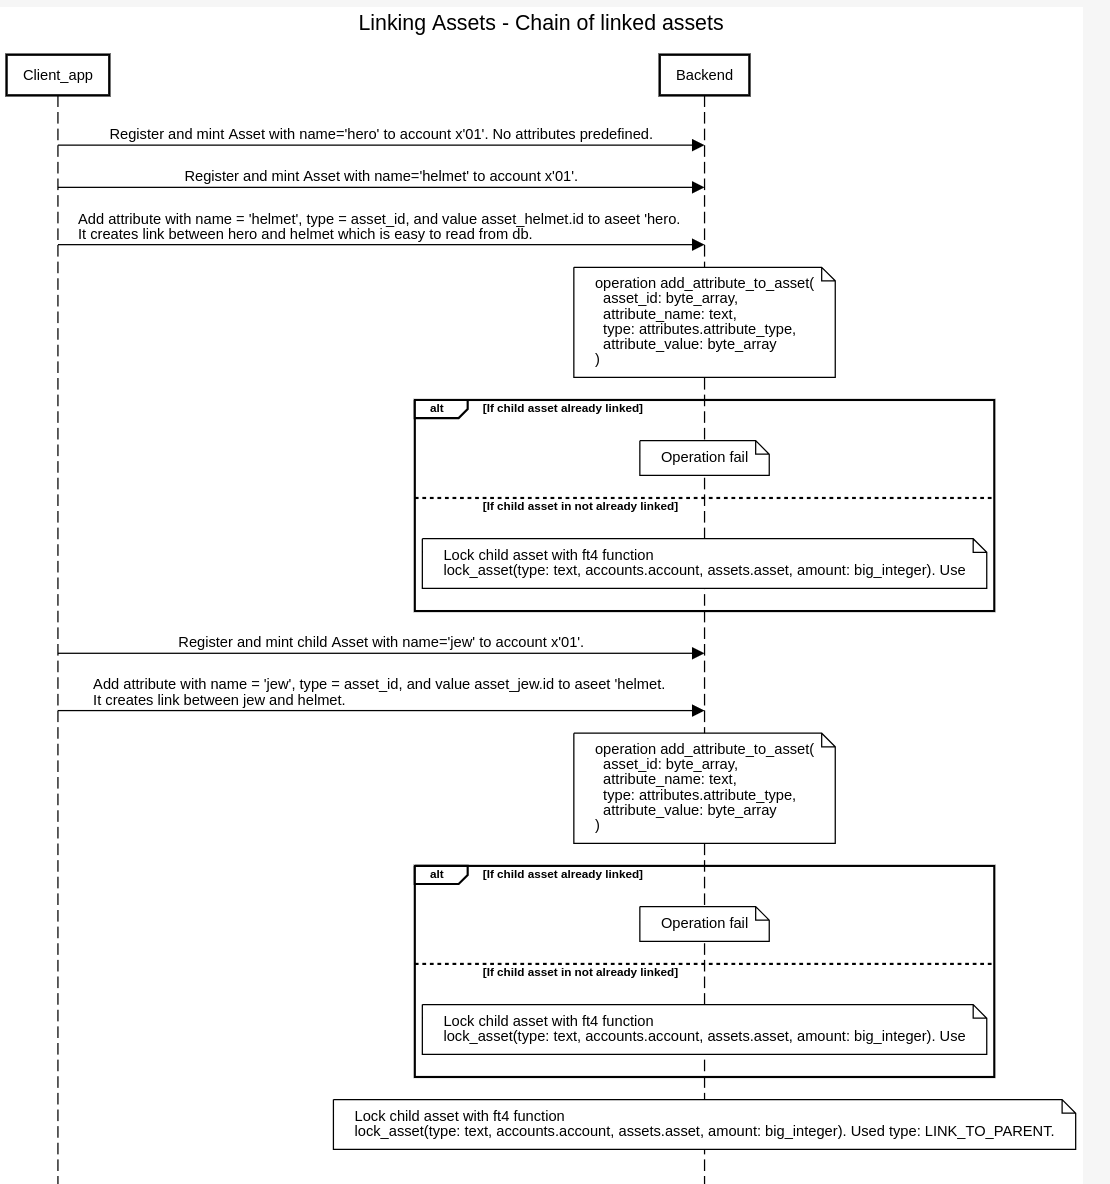 Linking Assets - Chain of linked assets
Client_app
Backend
Register and mint Asset with name='hero' to account x'01'. No attributes predefined.
Register and mint Asset with name='helmet' to account x'01'.
Add attribute with name = 'helmet', type = asset_id, and value asset_helmet.id to aseet 'hero.
It creates link between hero and helmet which is easy to read from db.
operation add_attribute_to_asset(
asset_id: byte_array,
attribute_name: text,
type: attributes.attribute_type,
attribute_value: byte_array
)
alt
[If child asset already linked]
Operation fail
[If child asset in not already linked]
Lock child asset with ft4 function
lock_asset(type: text, accounts.account, assets.asset, amount: big_integer). Use
Register and mint child Asset with name='jew' to account x'01'.
Add attribute with name = 'jew', type = asset_id, and value asset_jew.id to aseet 'helmet.
It creates link between jew and helmet.
operation add_attribute_to_asset(
asset_id: byte_array,
attribute_name: text,
type: attributes.attribute_type,
attribute_value: byte_array
)
alt
[If child asset already linked]
Operation fail
[If child asset in not already linked]
Lock child asset with ft4 function
lock_asset(type: text, accounts.account, assets.asset, amount: big_integer). Use
Lock child asset with ft4 function
lock_asset(type: text, accounts.account, assets.asset, amount: big_integer). Used type: LINK_TO_PARENT.